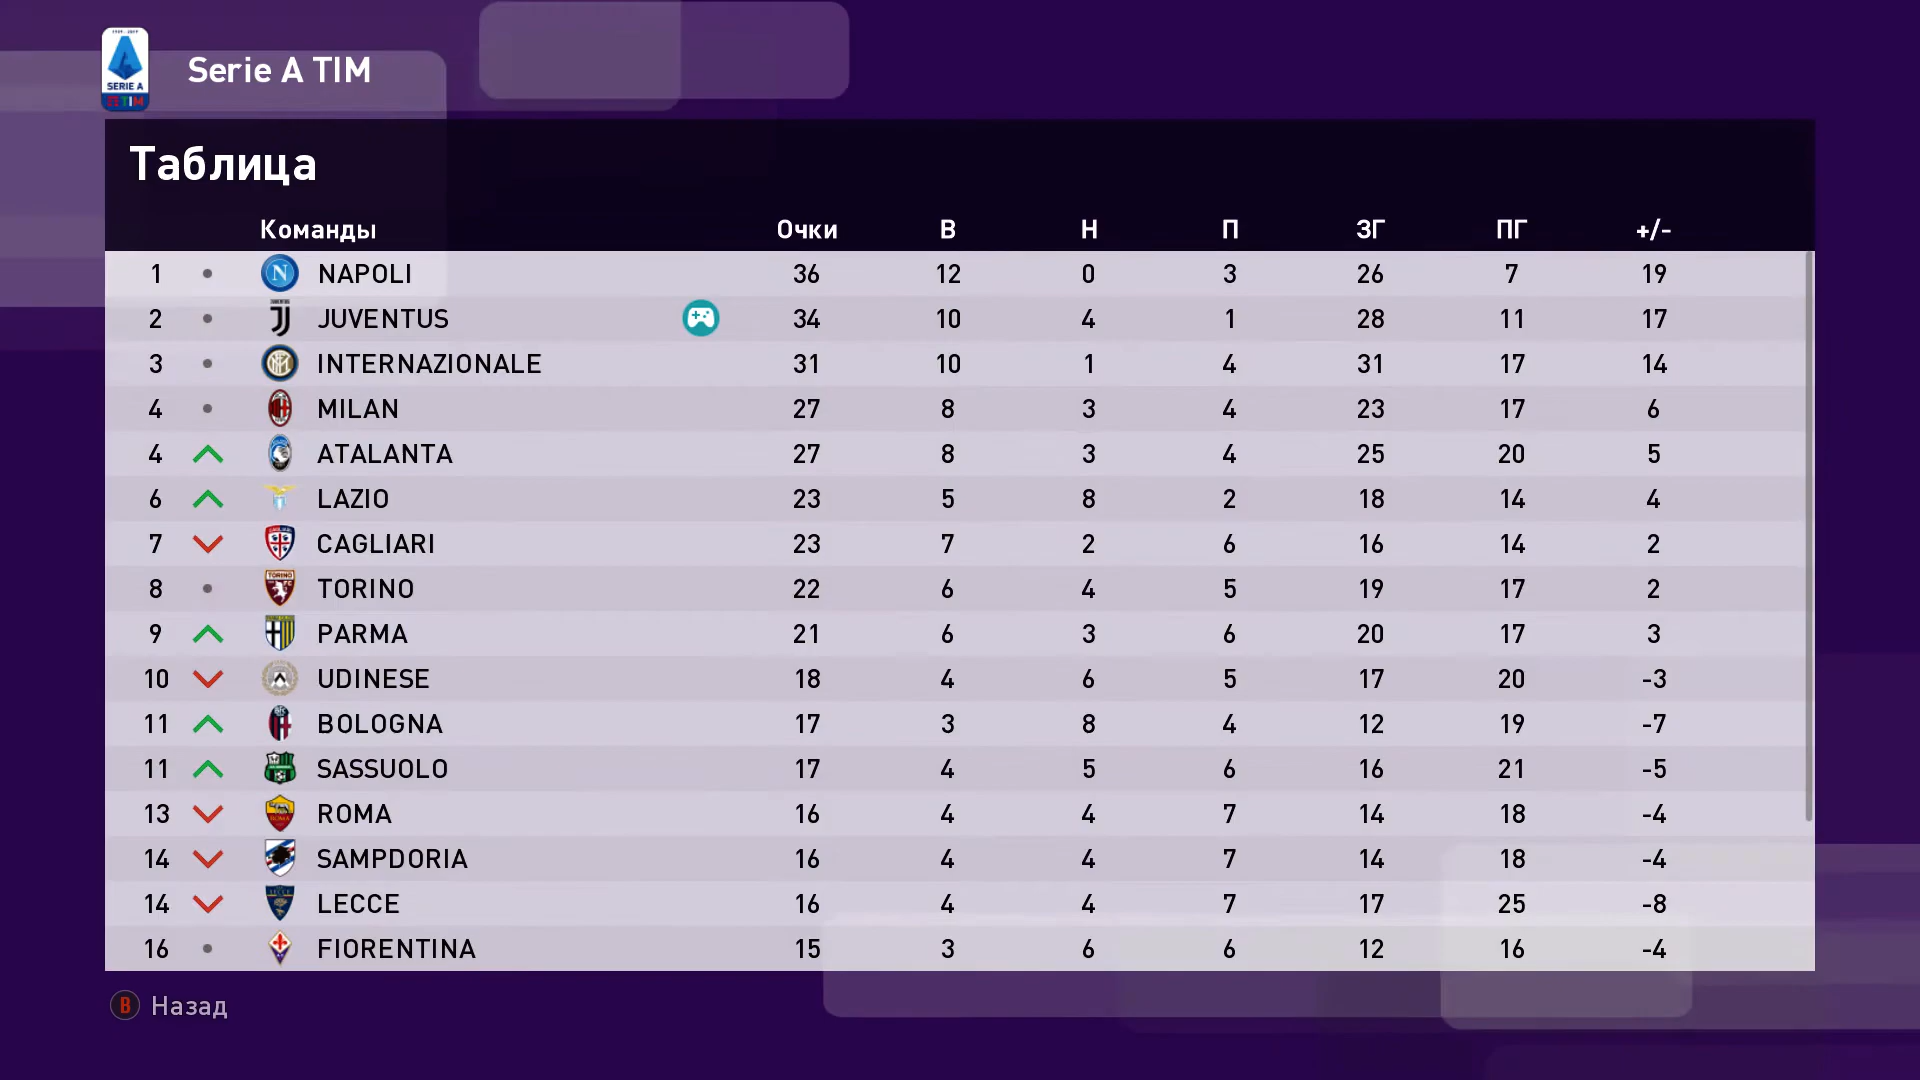 SERIE A
TIM
Serie A TIM
Таблица
Команды Очки В Н П ЗГ ПГ +/-
1 NAPOLI 36 12 0 3 26 7 19
2 JUVENTUS 34 10 4 1 28 11 17
3 INTERNAZIONALE 31 10 1 4 31 17 14
4 MILAN 27 8 3 4 23 17 6
4 ATALANTA 27 8 3 4 25 20 5
6 LAZIO 23 5 8 2 18 14 4
7 CAGLIARI 23 7 2 6 16 14 2
8 TORINO 22 6 4 5 19 17 2
9 PARMA 21 6 3 6 20 17 3
10 UDINESE 18 4 6 5 17 20 -3
11 BOLOGNA 17 3 8 4 12 19 -7
11 SASSUOLO 17 4 5 6 16 21 -5
13 ROMA 16 4 4 7 14 18 -4
14 SAMPDORIA 16 4 4 7 14 18 -4
14 LECCE 16 4 4 7 17 25 -8
16 FIORENTINA 15 3 6 6 12 16 -4
B Назад